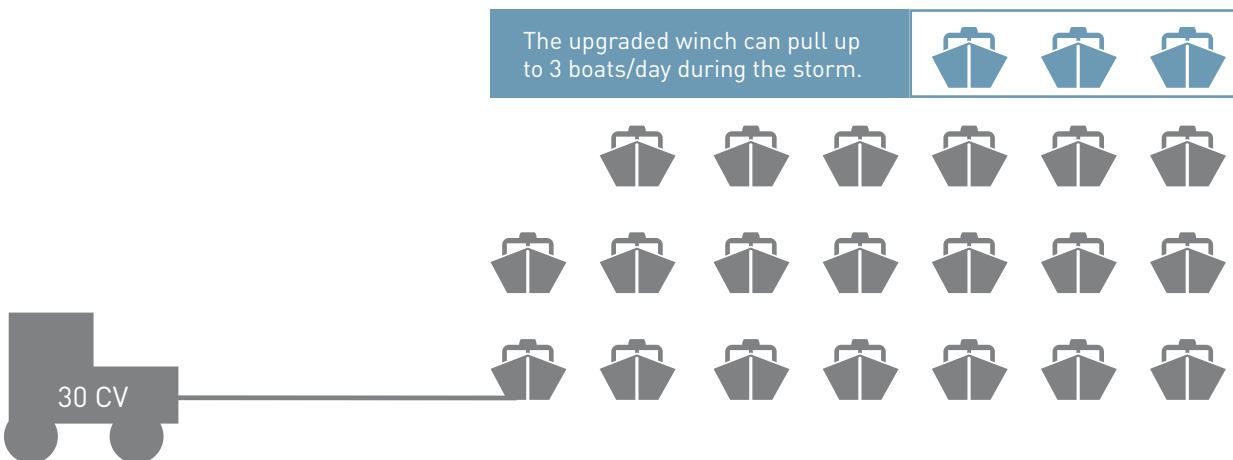 The upgraded winch can pull up
to 3 boats/day during the storm.
30 CV